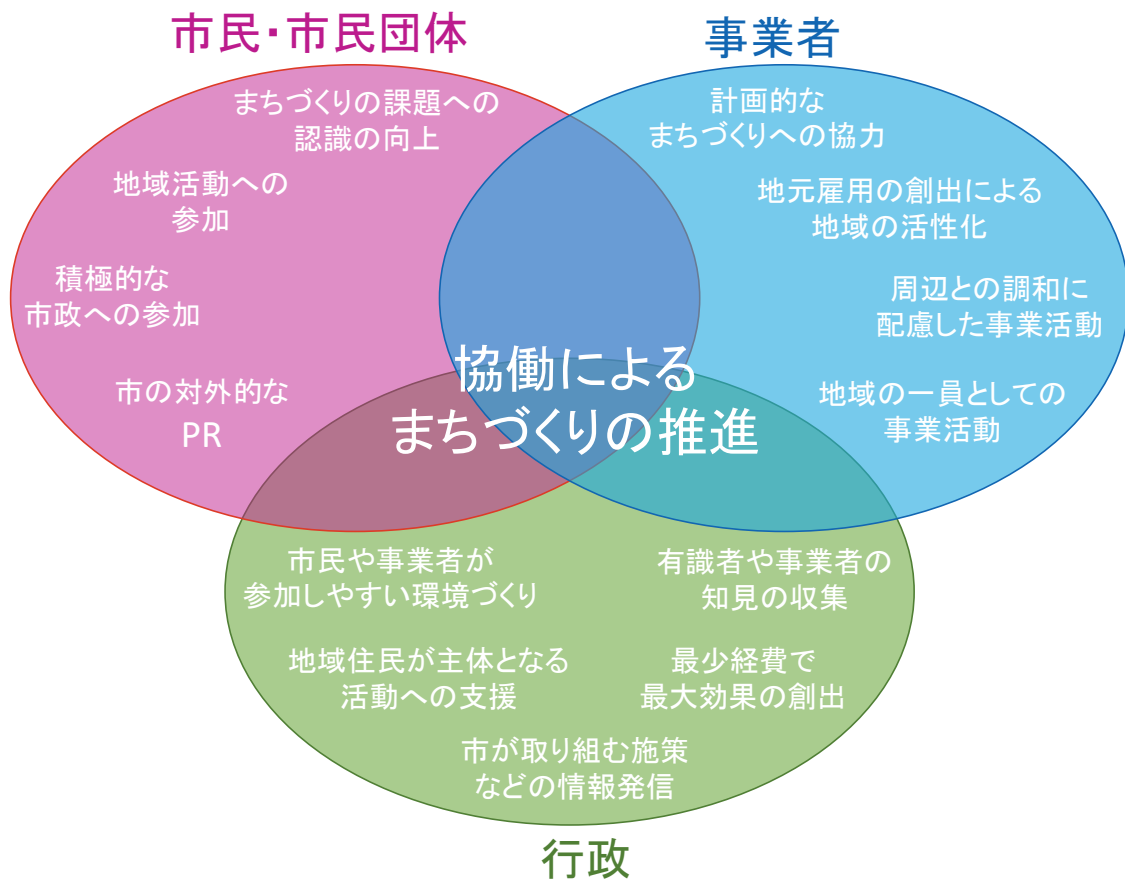 市民・市民団体
まちづくりの課題への
認識の向上
地域活動への
参加
積極的な
市政への参加
市の対外的な
PR
事業者
計画的な
まちづくりへの協力
地元雇用の創出による
地域の活性化
周辺との調和に
配慮した事業活動
地域の一員としての
事業活動
協働による
まちづくりの推進
市民や事業者が
参加しやすい環境づくり
有識者や事業者の
知見の収集
地域住民が主体となる
活動への支援
最少経費で
最大効果の創出
市が取り組む施策
などの情報発信
行政